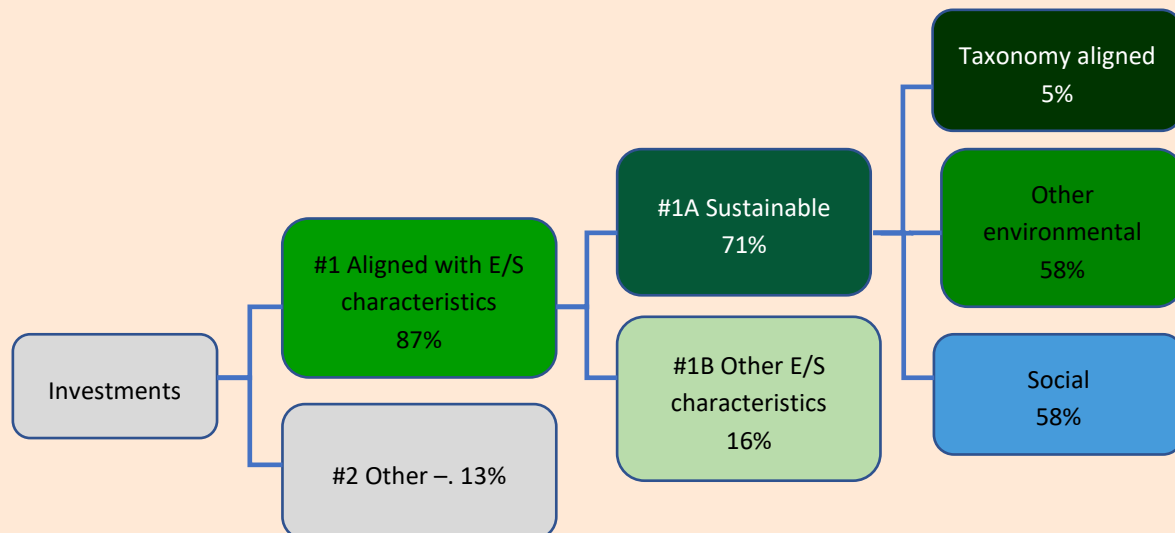 Investments
#1 Aligned with E/S
characteristics
87%
#2 Other –. 13%
#1A Sustainable
71%
#1B Other E/S
characteristics
16%
Taxonomy aligned
5%
Other
environmental
58%
Social
58%